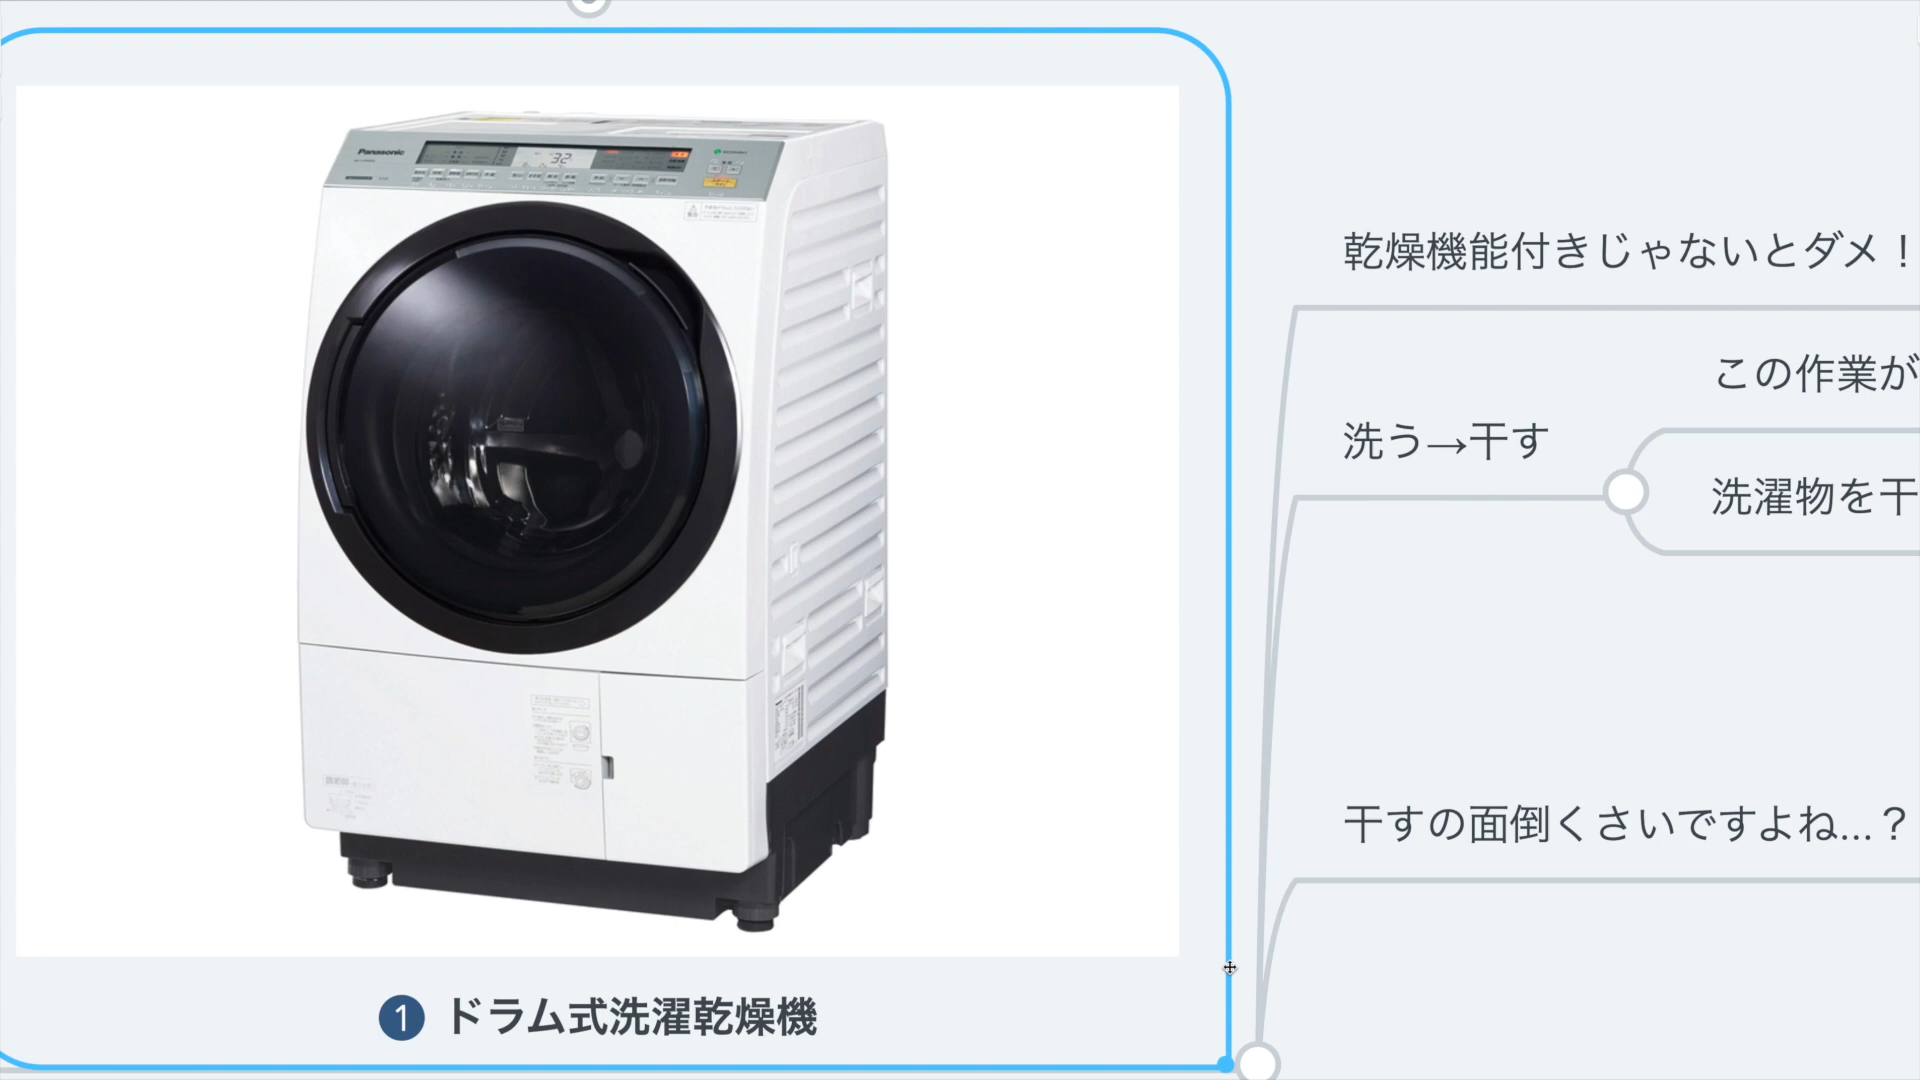 Panasonic
32
乾燥機能付きじゃないとダメ！
この作業が
洗う→干す
洗濯物を干
干すの面倒くさいですよね...？
1 ドラム式洗濯乾燥機